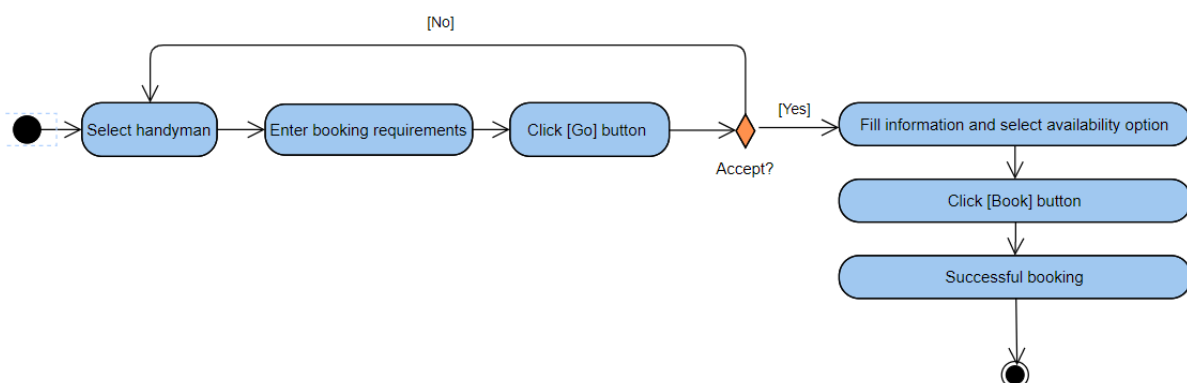 [No]
Select handyman
Enter booking requirements
Click [Go] button
[Yes]
Accept?
Fill information and select availability option
Click [Book] button
Successful booking